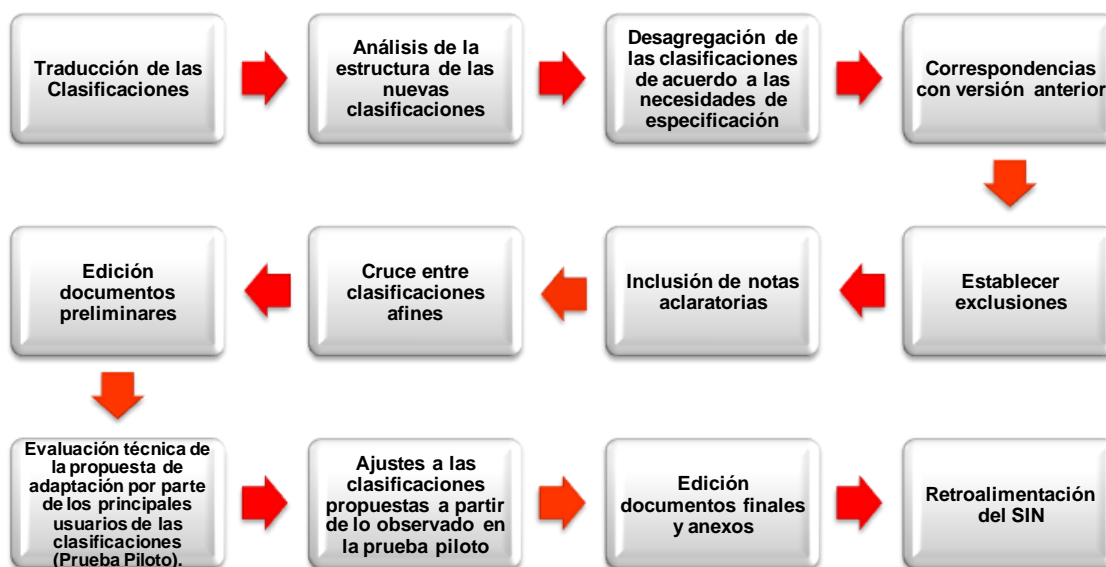 Traducción de las
Clasificaciones
Análisis de la
estructura de las
nuevas
clasificaciones
Desagregación de
las clasificaciones
de acuerdo a las
necesidades de
especificación
Correspondencias
con versión anterior
Establecer
exclusiones
Inclusión de notas
aclaratorias
Cruce entre
clasificaciones
afines
Edición
documentos
preliminares
Evaluación técnica de
la propuesta de
adaptación por parte
de los principales
usuarios de las
clasificaciones
(Prueba Piloto).
Ajustes a las
clasificaciones
propuestas a partir
de lo observado en
la prueba piloto
Edición
documentos finales
y anexos
Retroalimentación
del SIN